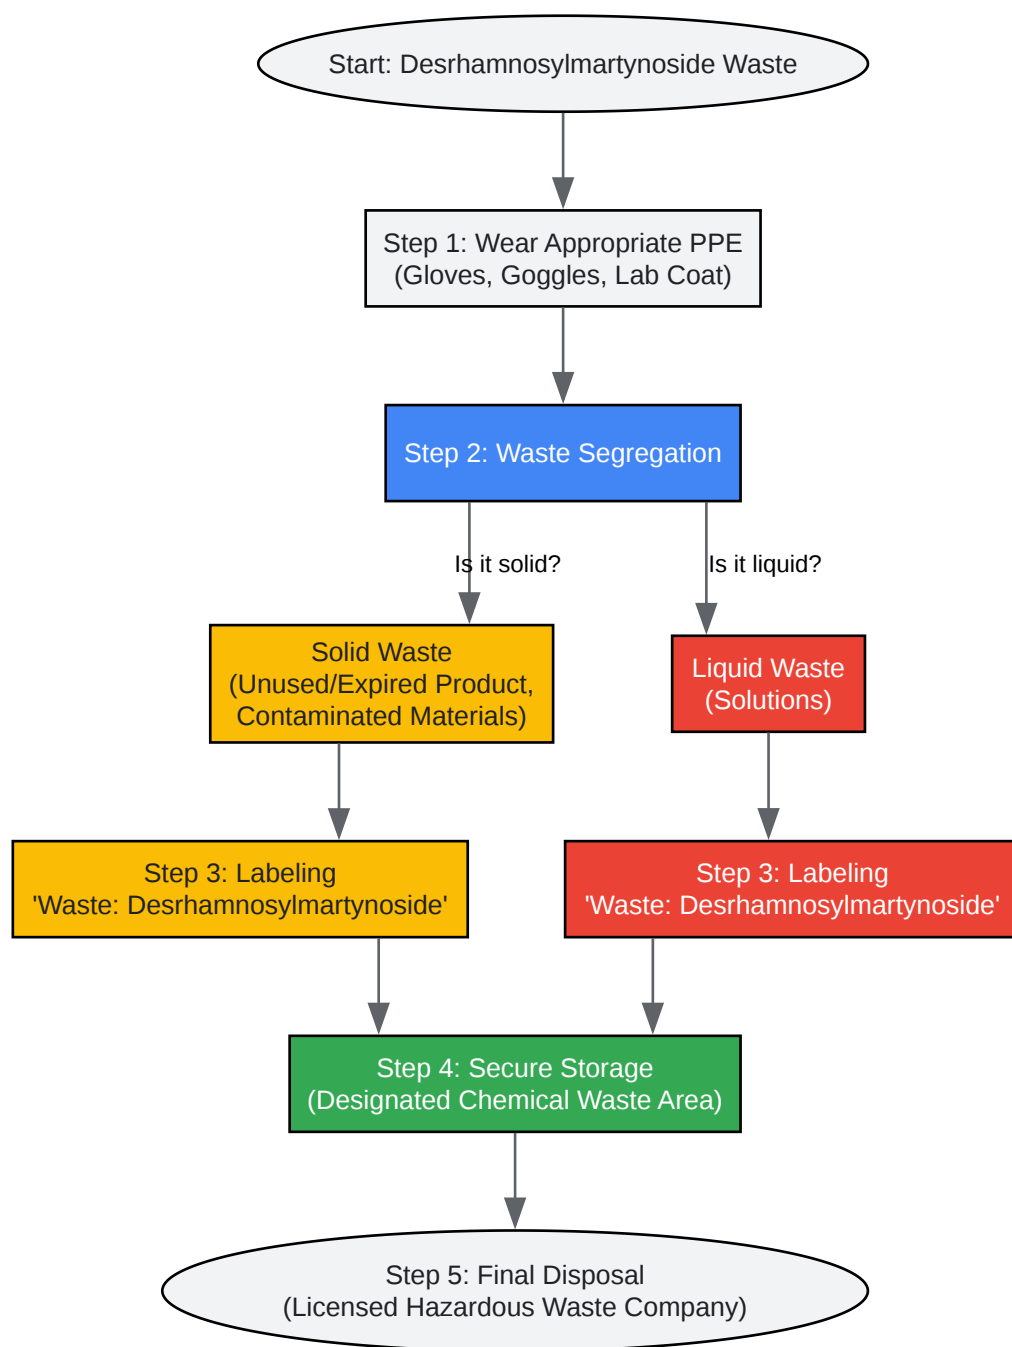 Start: Desrhamnosylmartynoside Waste
Step 1: Wear Appropriate PPE
(Gloves, Goggles, Lab Coat)
Step 2: Waste Segregation
Is it solid?
Is it liquid?
Solid Waste
(Unused/Expired Product,
Contaminated Materials)
Liquid Waste
(Solutions)
Step 3: Labeling
'Waste: Desrhamnosylmartynoside'
Step 3: Labeling
'Waste: Desrhamnosylmartynoside'
Step 4: Secure Storage
(Designated Chemical Waste Area)
Step 5: Final Disposal
(Licensed Hazardous Waste Company)